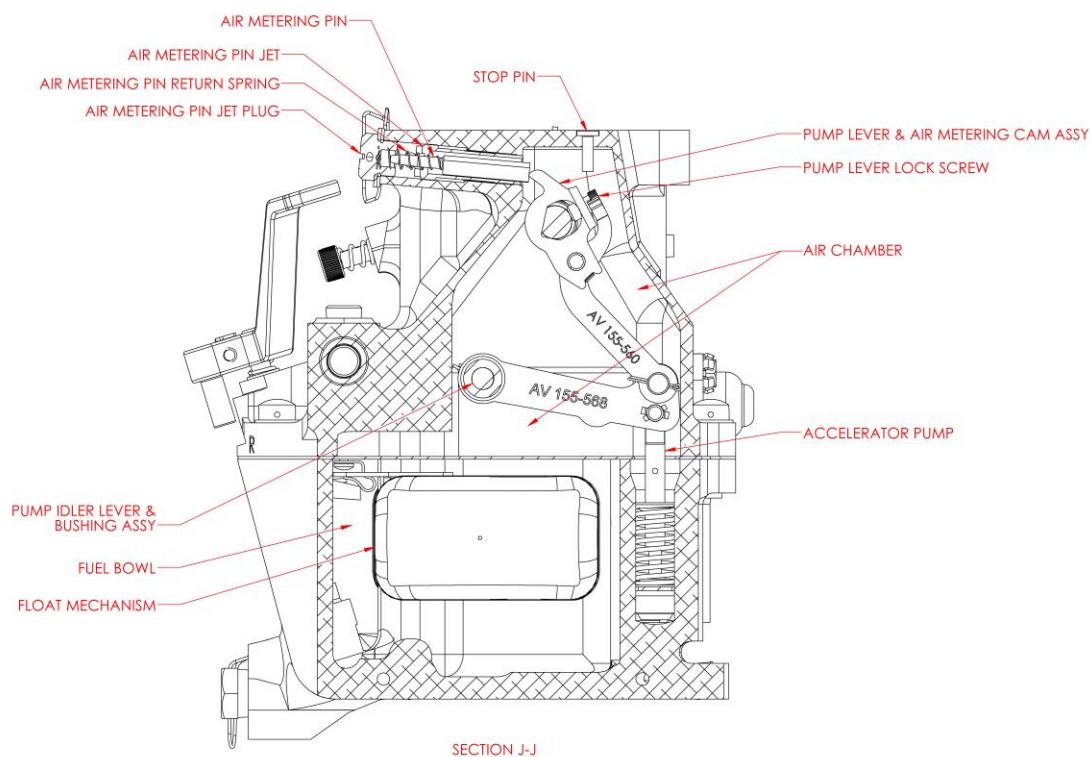 AIR METERING PIN
AIR METERING PIN JET
AIR METERING PIN RETURN SPRING
AIR METERING PIN JET PLUG
STOP PIN
PUMP LEVER & AIR METERING CAM ASSY
PUMP LEVER LOCK SCREW
AIR CHAMBER
AV 155-560
AV 155-568
R
ACCELERATOR PUMP
PUMP IDLER LEVER &
BUSHING ASSY
FUEL BOWL
FLOAT MECHANISM
SECTION J-J